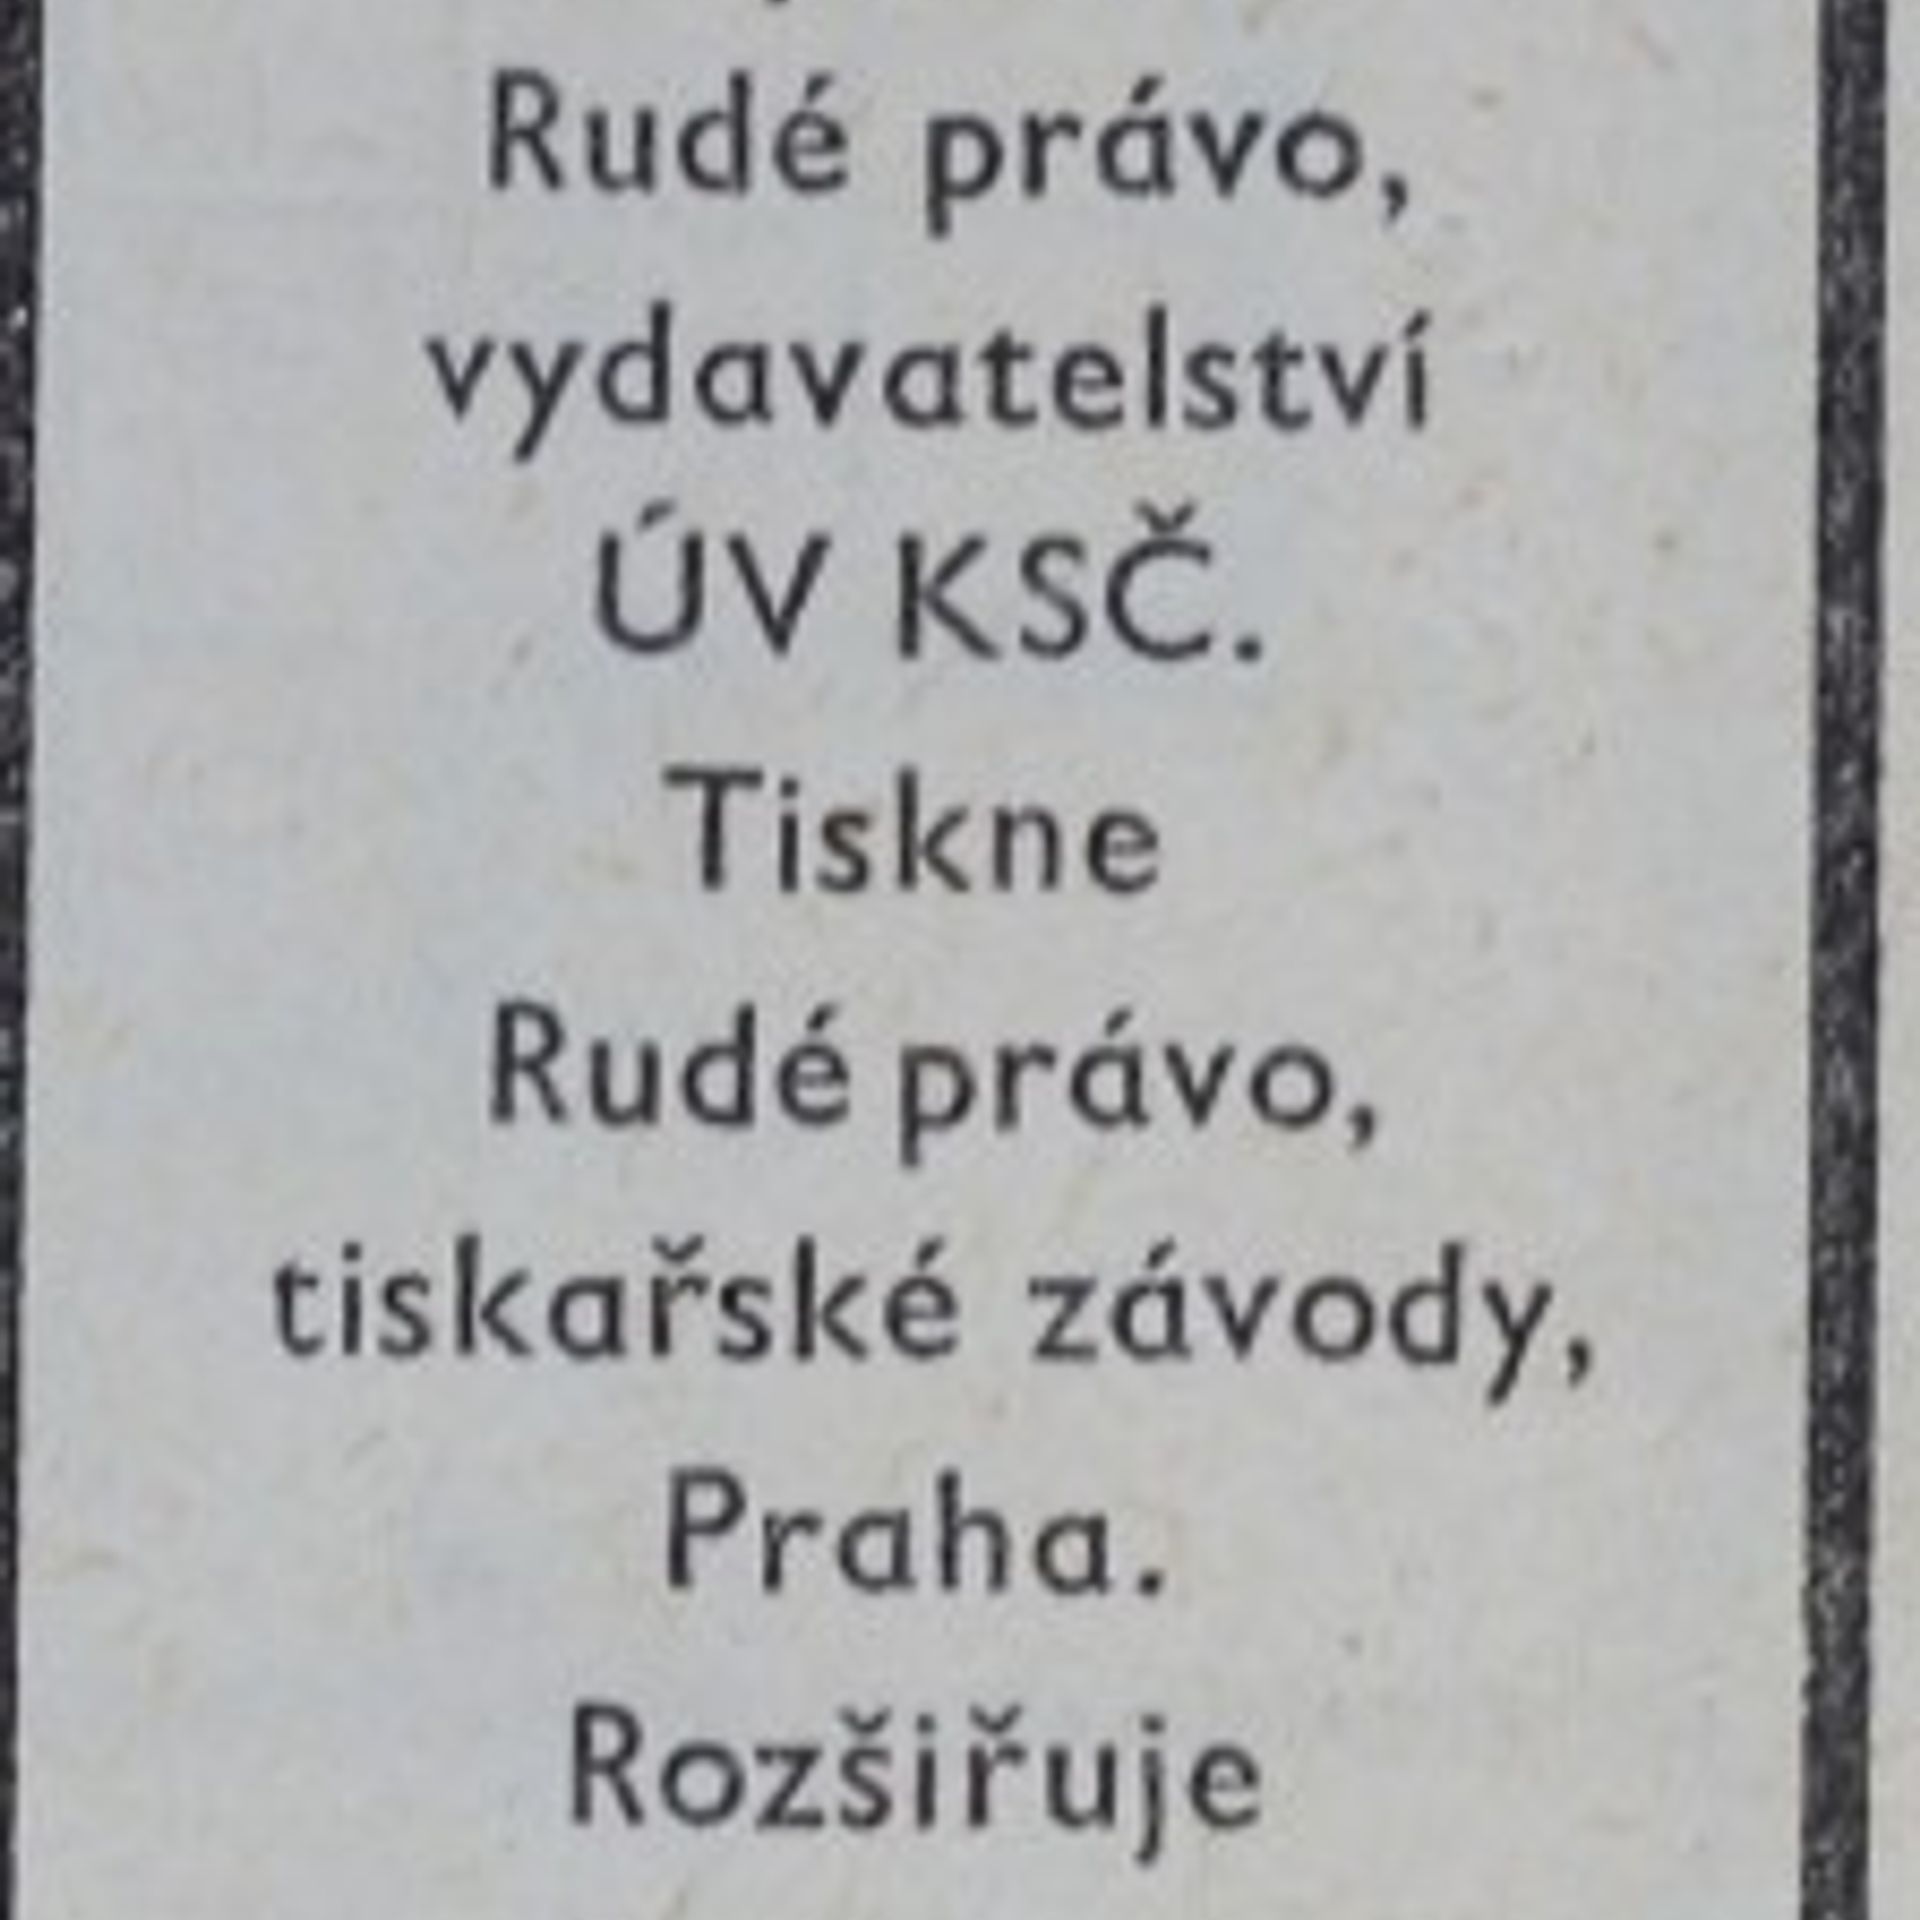 Rudé právo,
vydavatelství
ÚV KSČ.
Tiskne
Rudé právo,
tiskařské závody,
Praha.
Rozšiřuje